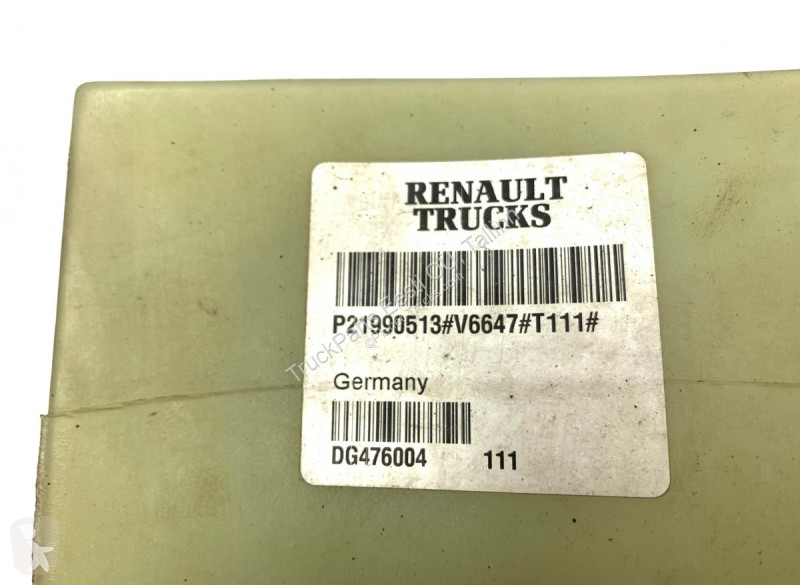 RENAULT
TRUCKS
P21990513#V6647#T111#
Germany
DG476004 111